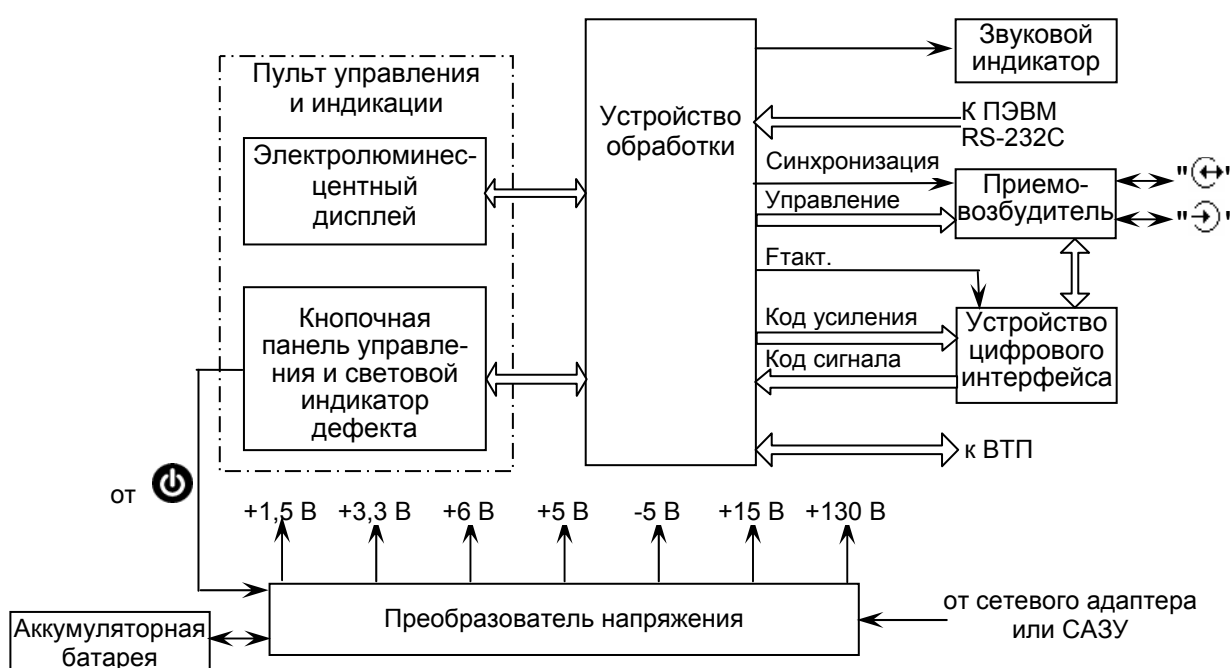 Звуковой
индикатор
Пульт управления
и индикации
Устройство
обработки
К ПЭВМ
RS-232C
Электролюминес-
центный
дисплей
Синхронизация
Приемо-
возбудитель
Управление
Fтакт.
Кнопочная
панель управле-
ния и световой
индикатор
дефекта
Код усиления
Устройство
цифрового
интерфейса
Код сигнала
к ВТП
от
+1,5 В +3,3 В +6 В +5 В -5 В +15 В +130 В
Преобразователь напряжения
от сетевого адаптера
или САЗУ
Аккумуляторная
батарея